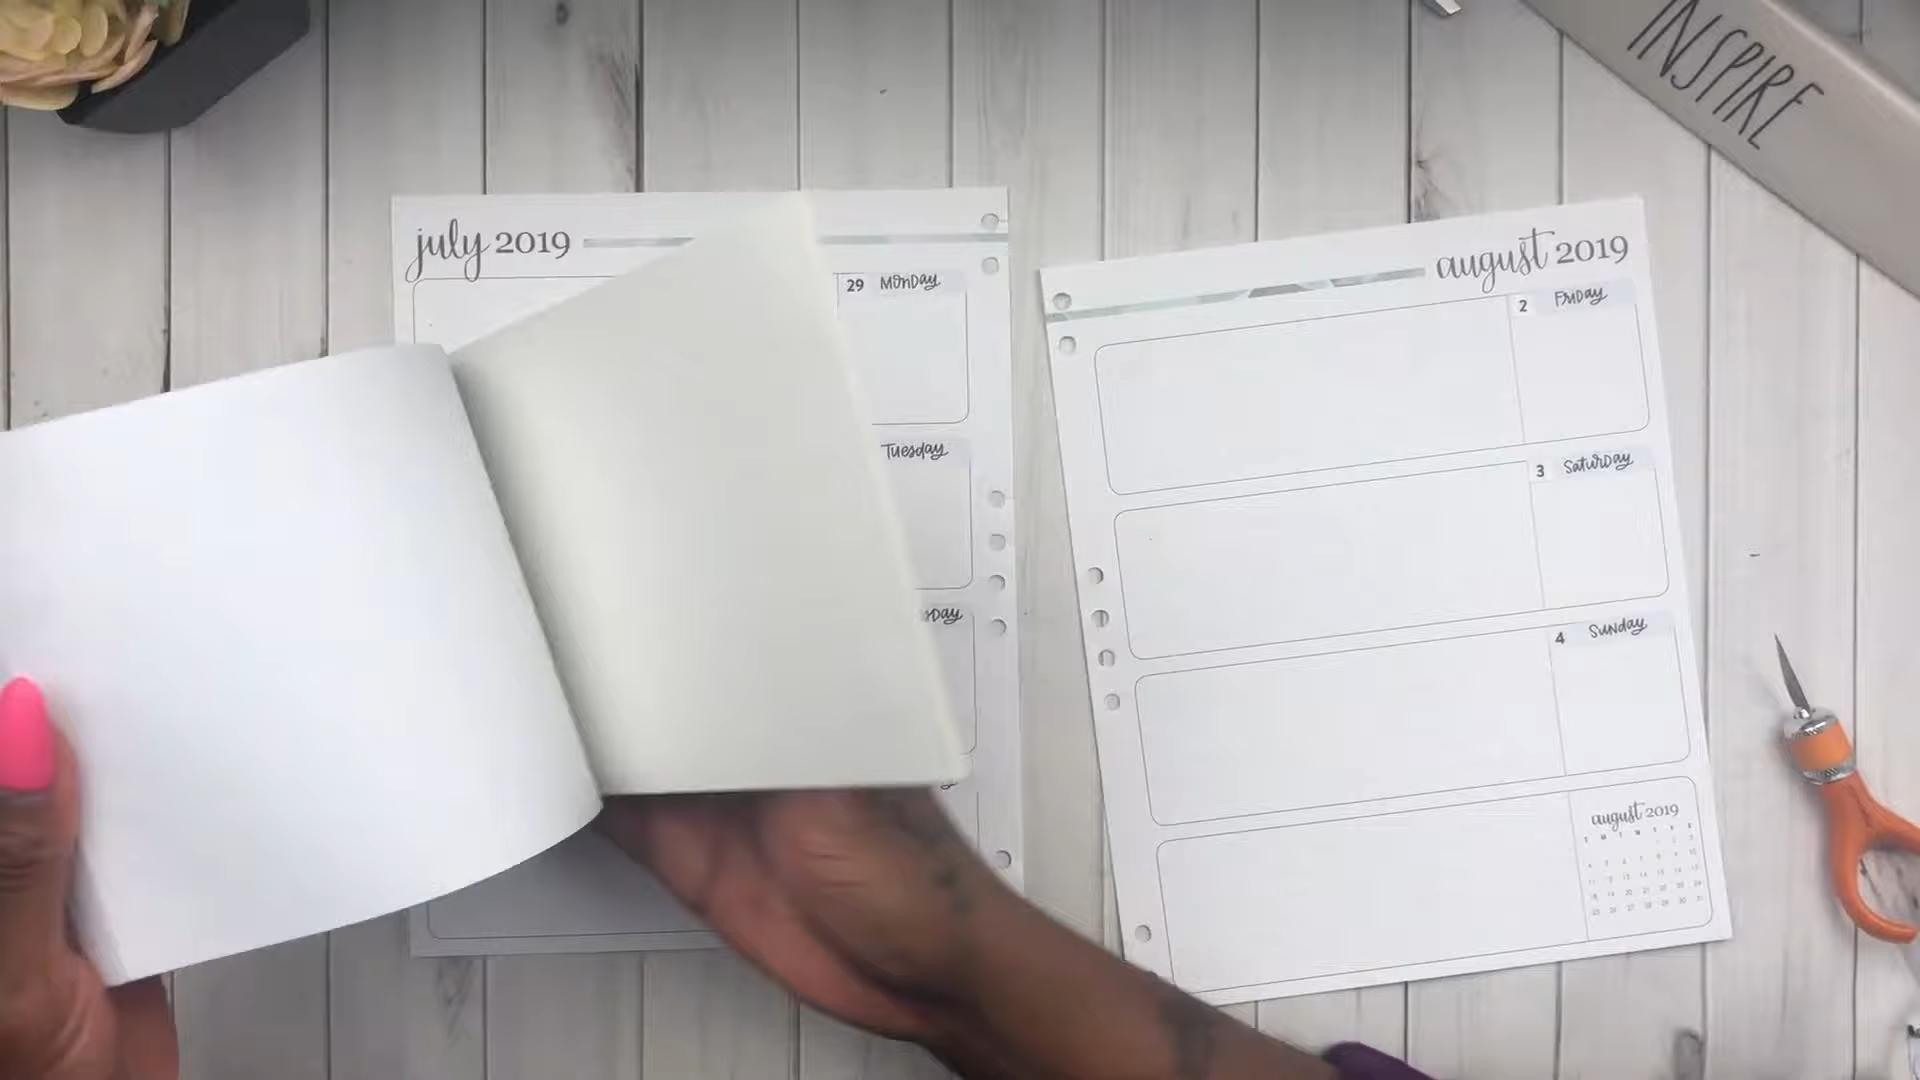 INSPIRE
july 2019
29 Monday
Tuesday
august 2019
2 Friday
3 Saturday
4 Sunday
august 2019